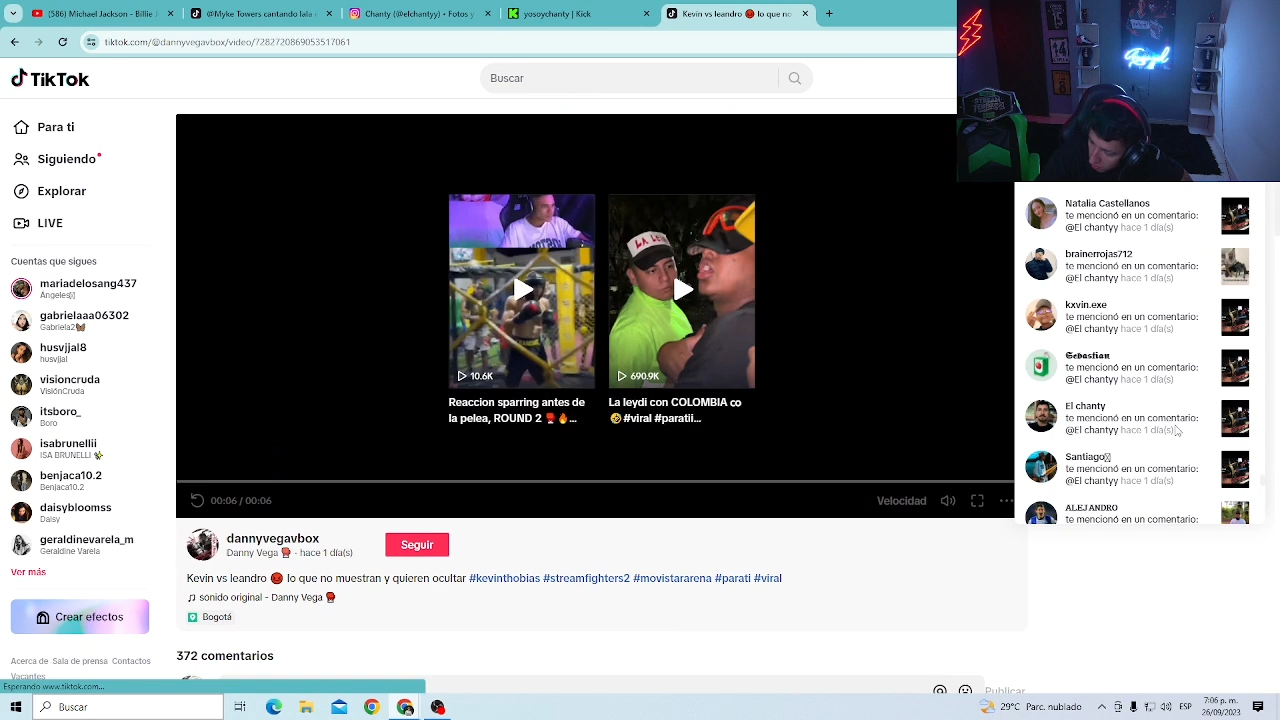 (586) Michael Jackson - Billie J
@Myke Towers cantando lala
Chanty (@elchantyy) • Fotos y
yosoychanty | Kick
Kevin vs leandro 👹 lo que no
tiktok.com/@dannyvegabox/video/7282720869053517061
TikTok
Buscar
Para ti
Siguiendo
Explorar
LIVE
Cuentas que sigues
mariadelosang437
gabrielaaa06302
Gabriela2🦋
husvjjal8
husvjjal
visioncruda
VisiónCruda
itsboro_
Boro
isabrunellii
ISA BRUNELLI
benjaca10.2
Benjaca10.2
daisybloomss
Daisy
geraldinevarela_m
Geraldine Varela
Ver más
Crear efectos
Acerca de Sala de prensa Contactos
Vacantes
Esperando www.tiktok.com...
10.6K
Reaccion sparring antes de
la pelea, ROUND 2 🥊🔥...
690.9K
La leydi con COLOMBIA
#viral #paratii...
00:06 / 00:06
Velocidad
dannyvegabox
Danny Vega 🥊 · hace 1 día(s)
Seguir
Kevin vs leandro 👹 lo que no muestran y quieren ocultar #kevinthobias #streamfighters2 #movistararena #parati #viral
♫ sonido original - Danny Vega 🥊
Bogotá
372 comentarios
Publicar
Natalia Castellanos
te mencionó en un comentario:
@El chantyy hace 1 día(s)
brainerrojas712
te mencionó en un comentario:
@El chantyy hace 1 día(s)
kxvin.exe
te mencionó en un comentario:
@El chantyy hace 1 día(s)
𝕾𝖊𝖇𝖆𝖘𝖙𝖎𝖆𝖓
te mencionó en un comentario:
@El chantyy hace 1 día(s)
El chanty
te mencionó en un comentario:
@El chantyy hace 1 día(s)
Santiago
te mencionó en un comentario:
@El chantyy hace 1 día(s)
ALEJANDRO
te mencionó en un comentario:
Buscar
29°C Parc. nublado
ESP
7:06 p. m.
26/09/2023